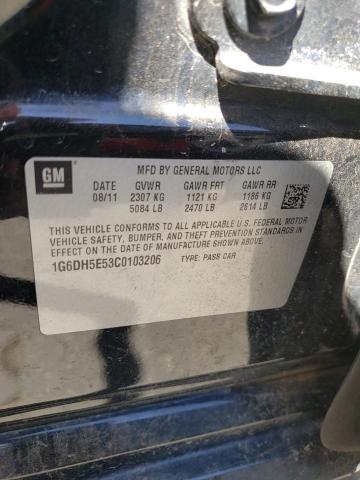 GM
MFD BY GENERAL MOTORS LLC
DATE GVWR GAWR FRT GAWR RR
08/11 2307 KG 1121 KG 1186 KG
5084 LB 2470 LB 2614 LB
THIS VEHICLE CONFORMS TO ALL APPLICABLE U.S. FEDERAL MOTOR
VEHICLE SAFETY, BUMPER, AND THEFT PREVENTION STANDARDS
IN EFFECT ON THE DATE OF MANUFACTURE SHOWN ABOVE.
1G6DH5E53C0103206 TYPE: PASS CAR